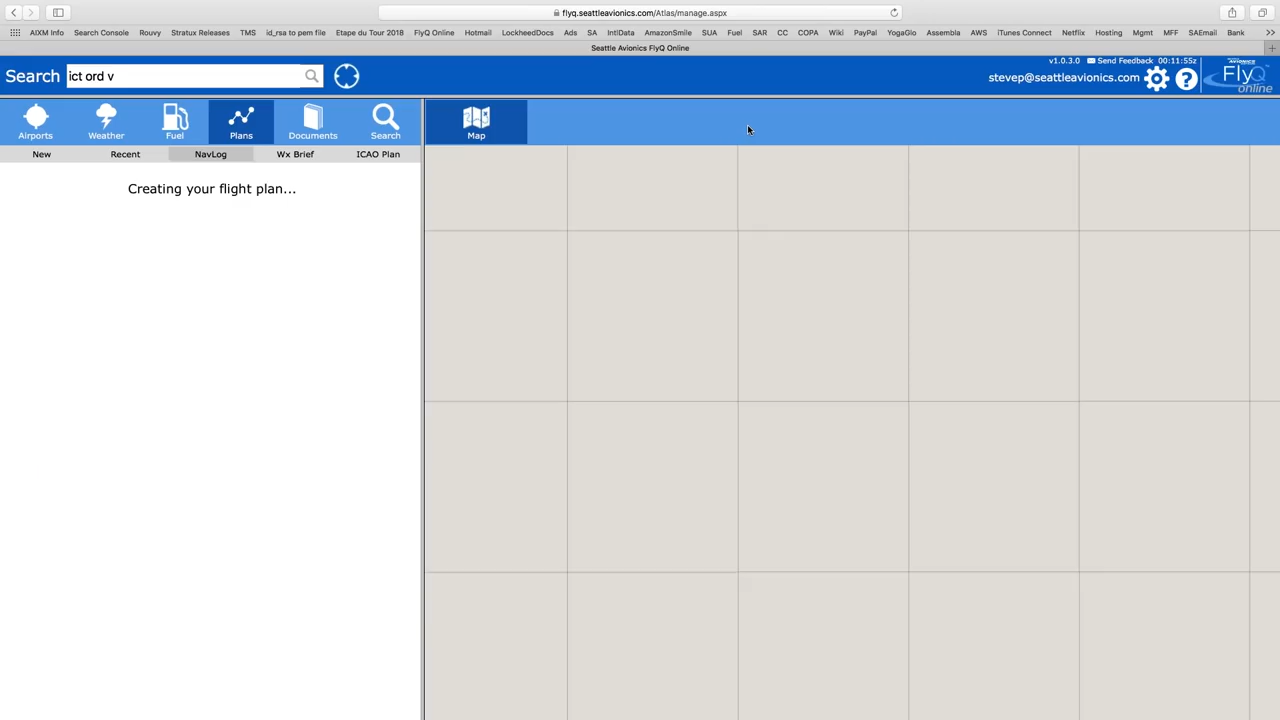 flyq.seattleavionics.com/Atlas/manage.aspx
AIXM Info Search Console Rouvy Stratux Releases TMS id_rsa to pem file Etape du Tour 2018 FlyQ Online Hotmail LockheedDocs Ads SA IntlData AmazonSmile SUA Fuel SAR CC COPA Wiki PayPal YogaGlo Assembla AWS iTunes Connect Netflix Hosting Mgmt MFF SAEmail Bank >>
Seattle Avionics FlyQ Online
v1.0.3.0 Send Feedback 00:11:55z
Search ict ord v
stevep@seattleavionics.com
AVIONICS
FlyQ™
online
Airports Weather Fuel Plans Documents Search Map
New Recent NavLog Wx Brief ICAO Plan
Creating your flight plan...